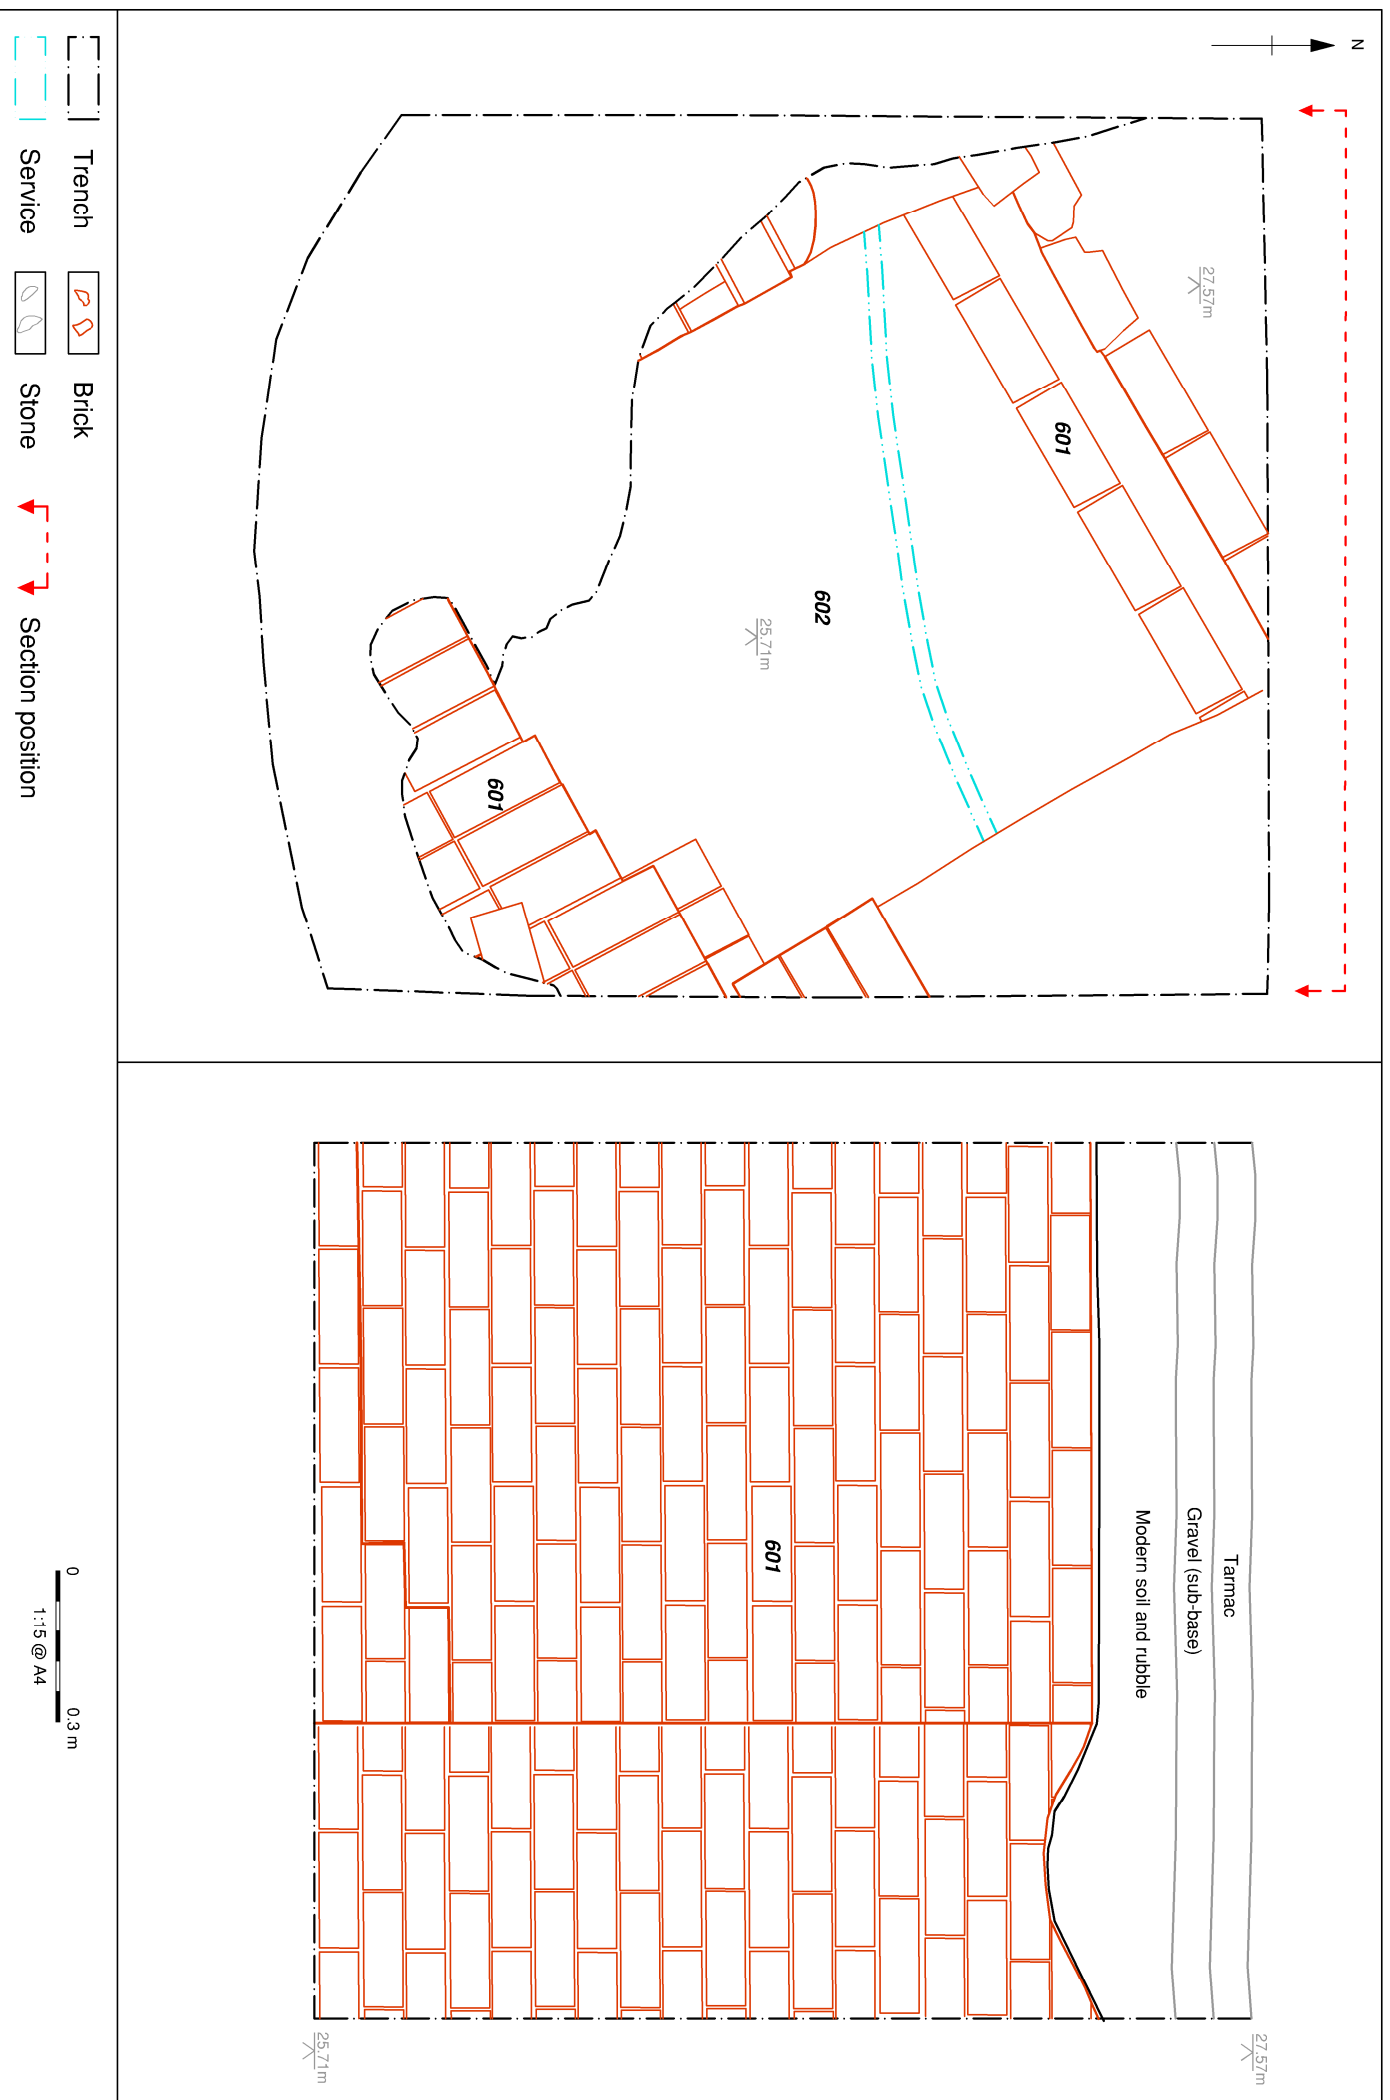 N
27.57m
601
602
25.71m
601
Tarmac
Gravel (sub-base)
Modern soil and rubble
601
27.57m
25.71m
Trench
Brick
Service
Stone
Section position
0
0.3 m
1:15 @ A4